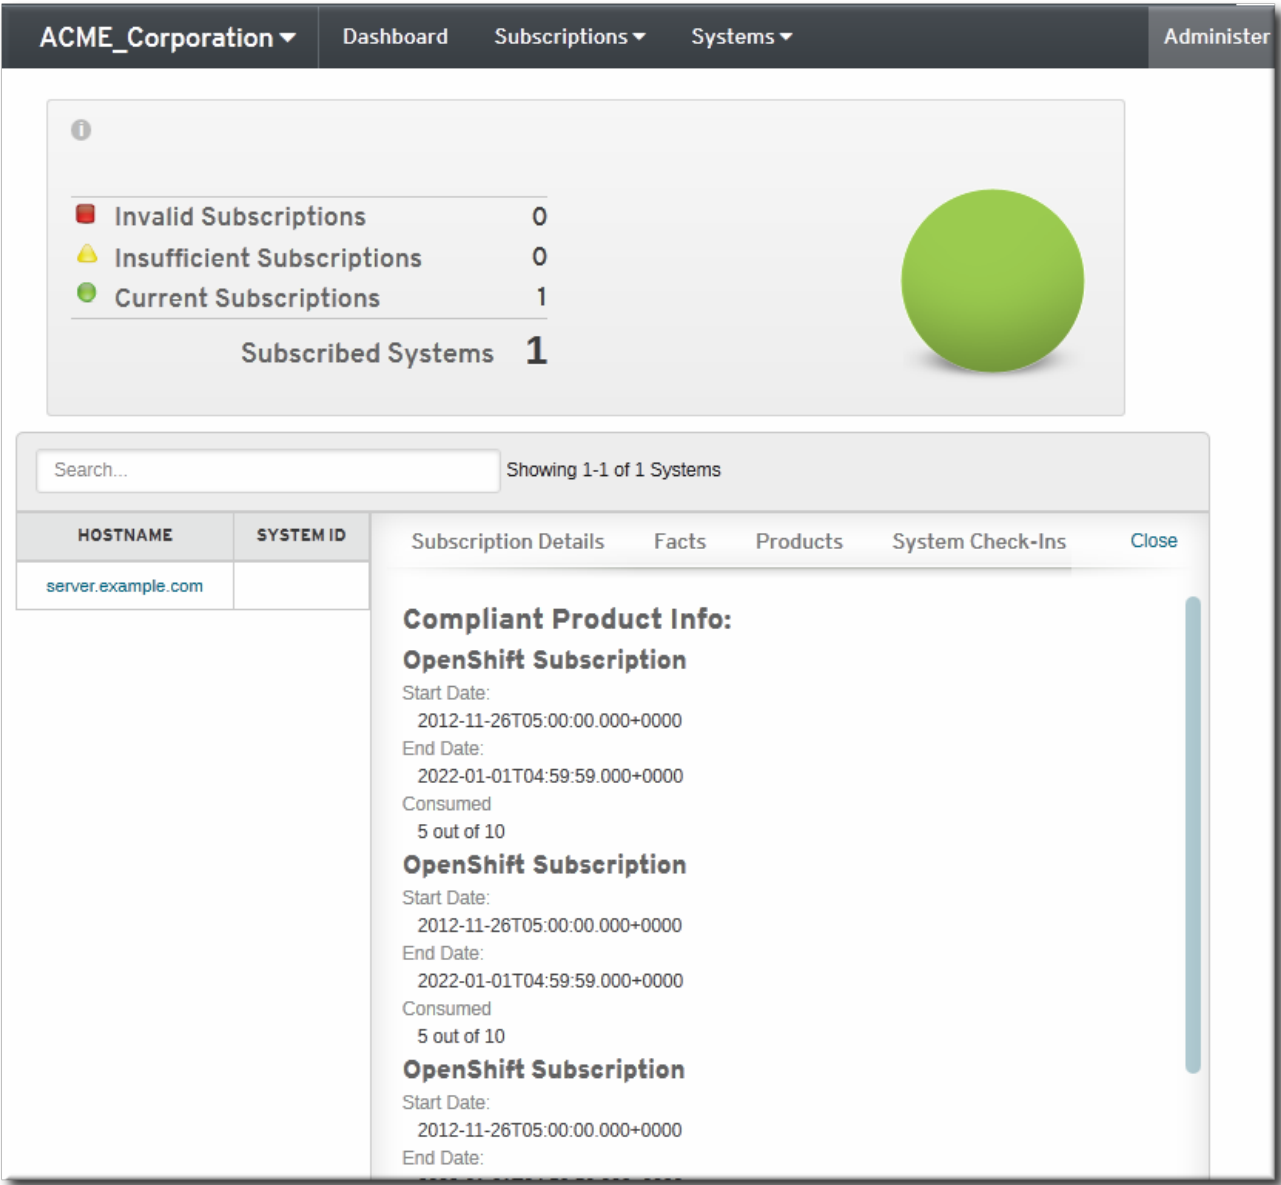 ACME_Corporation Dashboard Subscriptions Systems Administer
Invalid Subscriptions 0
Insufficient Subscriptions 0
Current Subscriptions 1
Subscribed Systems 1
Search... Showing 1-1 of 1 Systems
HOSTNAME SYSTEM ID
server.example.com
Subscription Details Facts Products System Check-Ins Close
Compliant Product Info:
OpenShift Subscription
Start Date:
2012-11-26T05:00:00.000+0000
End Date:
2022-01-01T04:59:59.000+0000
Consumed
5 out of 10
OpenShift Subscription
Start Date:
2012-11-26T05:00:00.000+0000
End Date:
2022-01-01T04:59:59.000+0000
Consumed
5 out of 10
OpenShift Subscription
Start Date:
2012-11-26T05:00:00.000+0000
End Date: